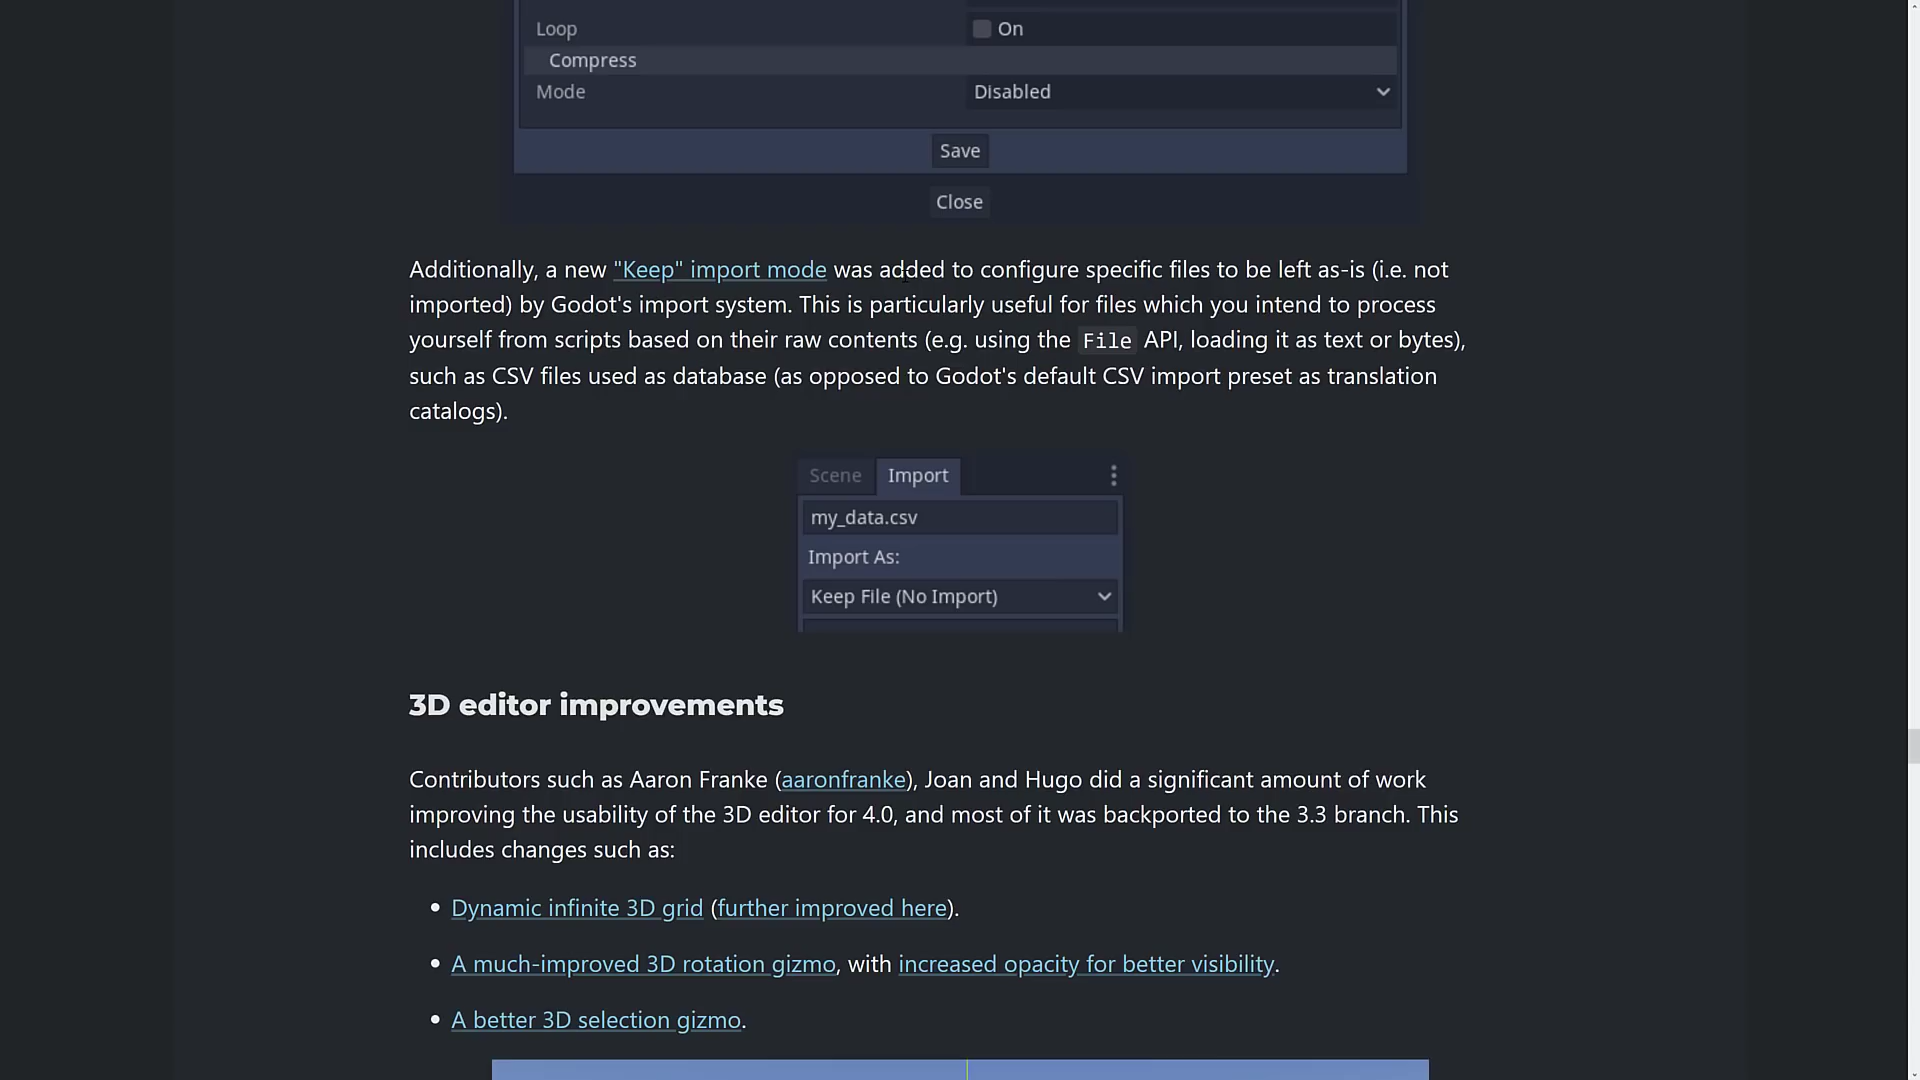 Loop
On
Compress
Mode
Disabled
Save
Close
Additionally, a new "Keep" import mode was added to configure specific files to be left as-is (i.e. not
imported) by Godot's import system. This is particularly useful for files which you intend to process
yourself from scripts based on their raw contents (e.g. using the File API, loading it as text or bytes),
such as CSV files used as database (as opposed to Godot's default CSV import preset as translation
catalogs).
Scene
Import
my_data.csv
Import As:
Keep File (No Import)
3D editor improvements
Contributors such as Aaron Franke (aaronfranke), Joan and Hugo did a significant amount of work
improving the usability of the 3D editor for 4.0, and most of it was backported to the 3.3 branch. This
includes changes such as:
• Dynamic infinite 3D grid (further improved here).
• A much-improved 3D rotation gizmo, with increased opacity for better visibility.
• A better 3D selection gizmo.